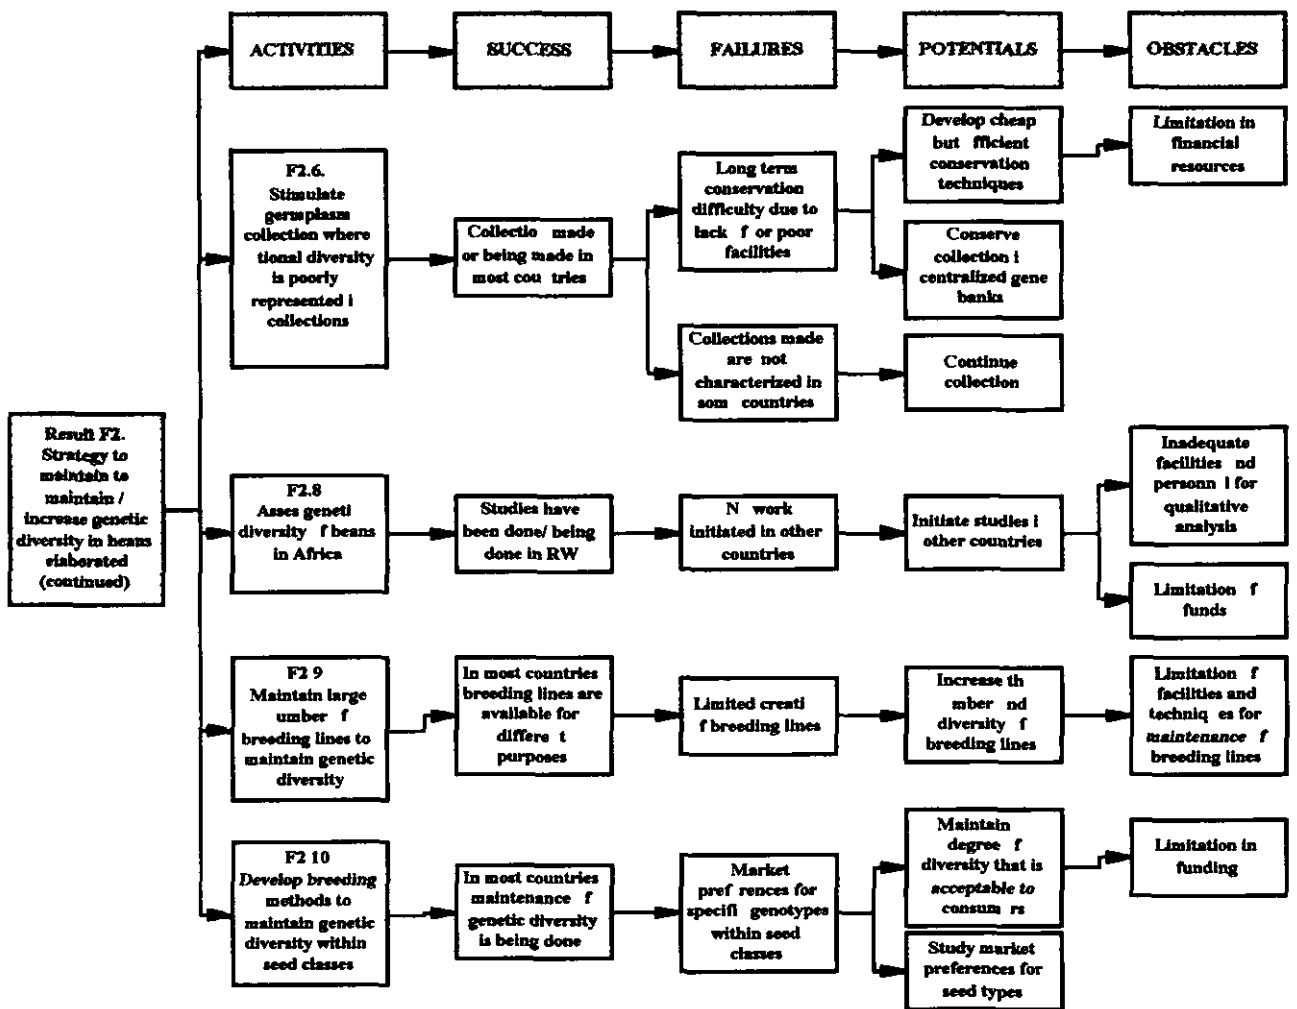 ACTIVITIES
SUCCESS
FAILURES
POTENTIALS
OBSTACLES
F2.6.
Stimulate
germplasm
collection where
tional diversity
is poorly
represented i
collections
Collectio made
or being made in
most cou tries
Long term
conservation
difficulty due to
lack f or poor
facilities
Develop cheap
but fficient
conservation
techniques
Limitation in
financial
resources
Conserve
collection i
centralized gene
banks
Collections made
are not
characterized in
som countries
Continue
collection
Result F2.
Strategy to
maintain to
maintain /
increase genetic
diversity in beans
elaborated
(continued)
F2.8
Asses geneti
diversity f beans
in Africa
Studies have
been done/ being
done in RW
N work
initiated in other
countries
Initiate studies i
other countries
Inadequate
facilities nd
personn l for
qualitative
analysis
Limitation f
funds
F2 9
Maintain large
umber f
breeding lines to
maintain genetic
diversity
In most countries
breeding lines are
available for
differe t
purposes
Limited creati
f breeding lines
Increase th
mber nd
diversity f
breeding lines
Limitation f
facilities and
techniq es for
maintenance f
breeding lines
F2 10
Develop breeding
methods to
maintain genetic
diversity within
seed classes
In most countries
maintenance f
genetic diversity
is being done
Market
pref rences for
specifi genotypes
within seed
classes
Maintain
degree f
diversity that is
acceptable to
consum rs
Limitation in
funding
Study market
preferences for
seed types